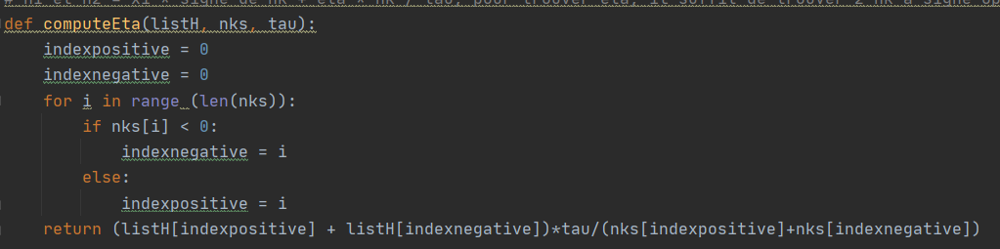 # h1 et h2 = xi * signe de nk + eta * nk / tau, pour trouver eta, il suffit de trouver 2 nk à signe op
def computeEta(listH, nks, tau):
    indexpositive = 0
    indexnegative = 0
    for i in range (len(nks)):
        if nks[i] < 0:
            indexnegative = i
        else:
            indexpositive = i
    return (listH[indexpositive] + listH[indexnegative])*tau/(nks[indexpositive]+nks[indexnegative])